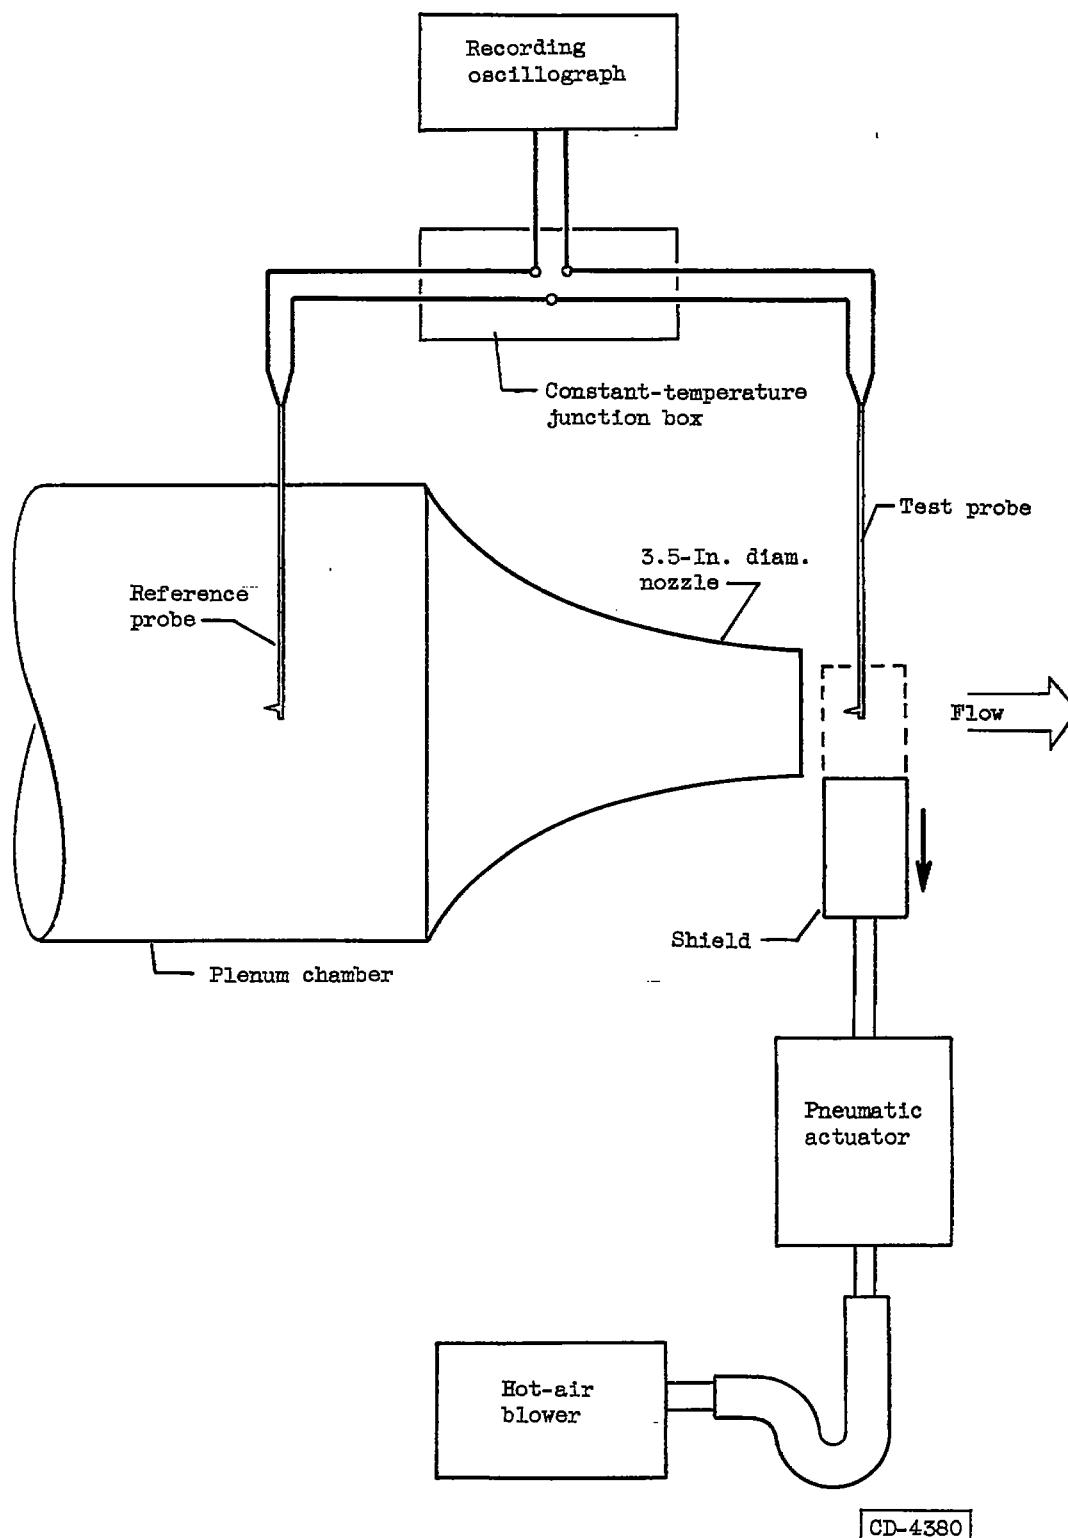 Recording
oscillograph
Constant-temperature
junction box
Test probe
3.5-In. diam.
nozzle
Reference
probe
Flow
Shield
Plenum chamber
Pneumatic
actuator
Hot-air
blower
CD-4380